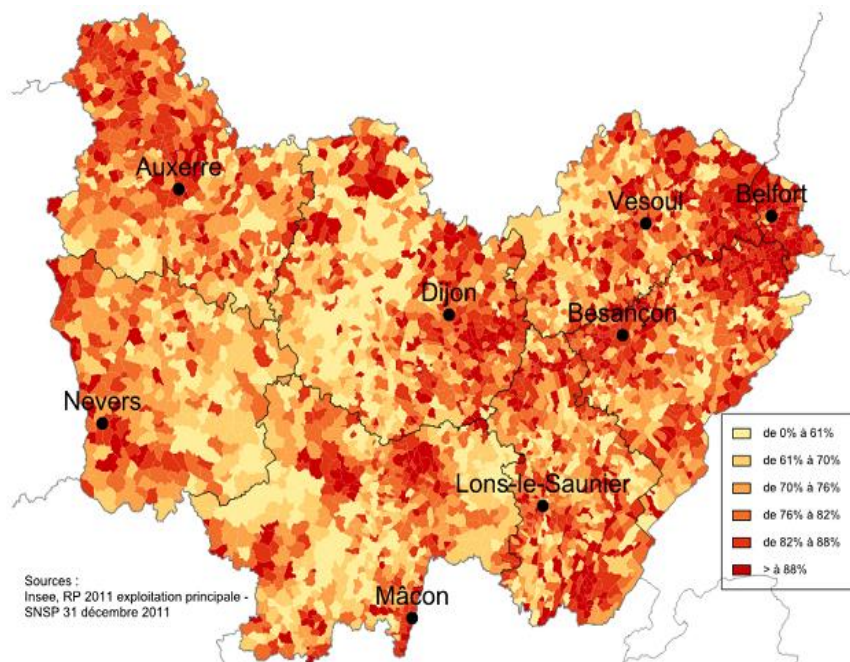 Auxerre
Vesoul
Belfort
Dijon
Besançon
Nevers
Lons-le-Saunier
Mâcon
de 0% à 61%
de 61% à 70%
de 70% à 76%
de 76% à 82%
de 82% à 88%
> à 88%
Sources :
Insee, RP 2011 exploitation principale -
SNSP 31 décembre 2011